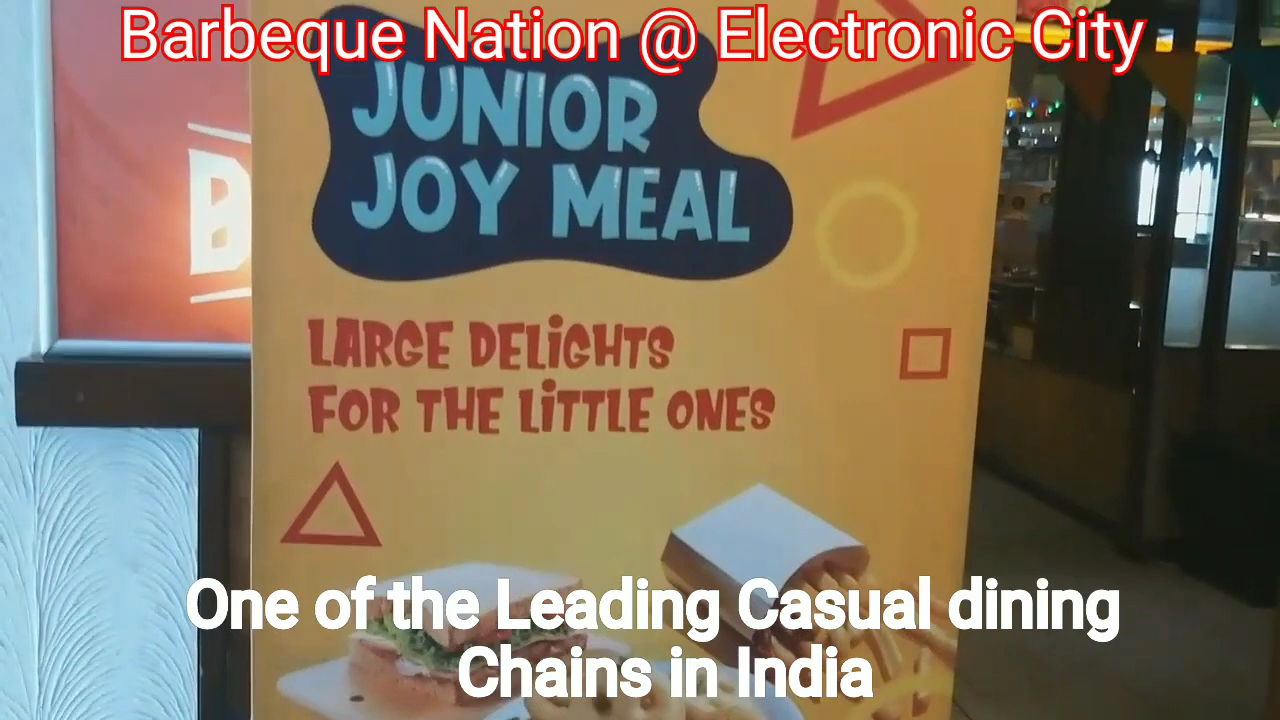 Barbeque Nation @ Electronic City
JUNIOR
JOY MEAL
LARGE DELiGHTS
FOR THE LiTTLE ONES
One of the Leading Casual dining
Chains in India